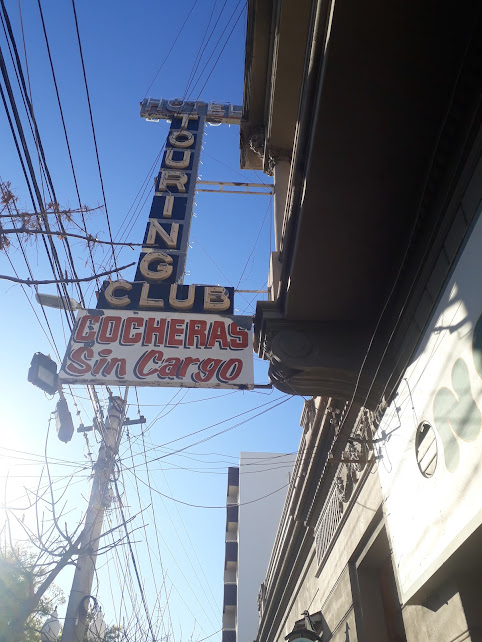 HOTEL
TOURING
CLUB
COCHERAS
Sin Cargo